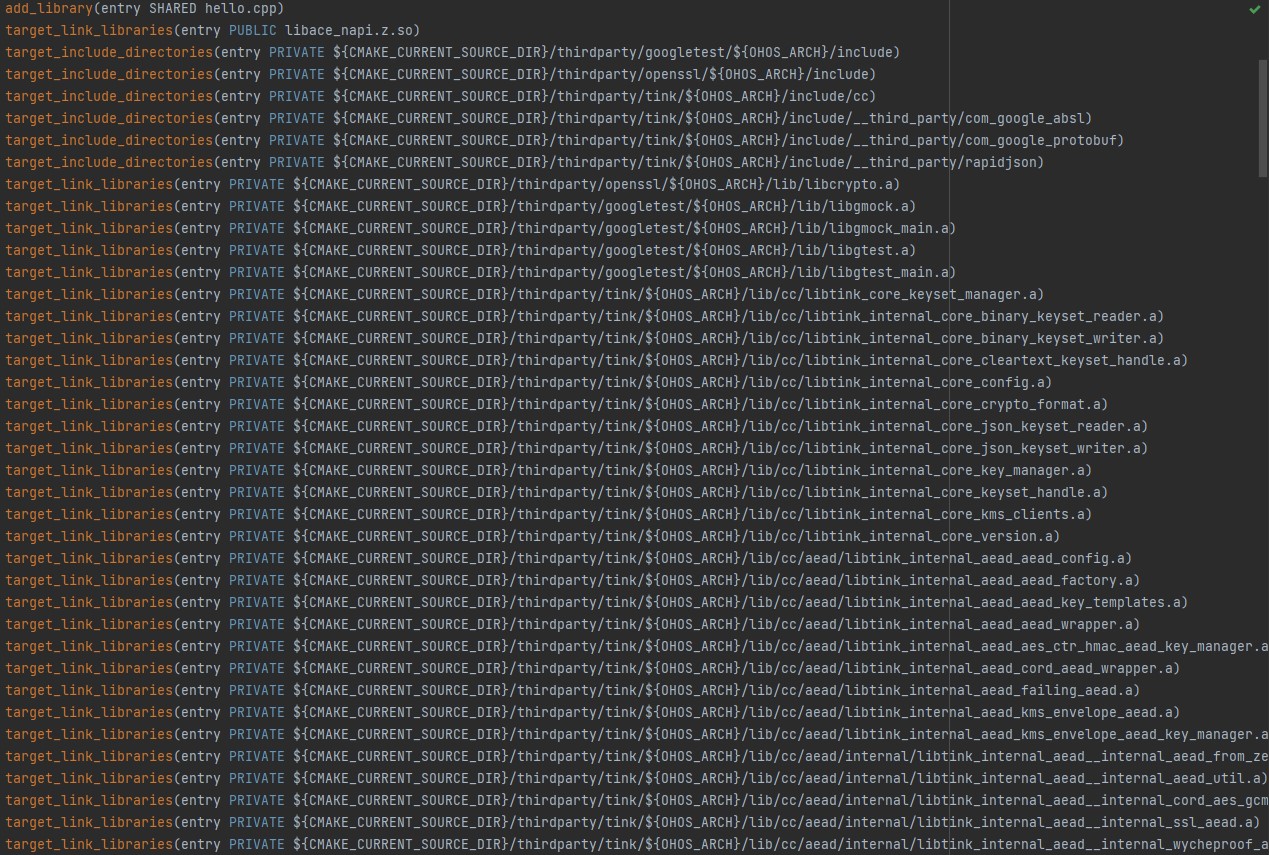 add_library(entry SHARED hello.cpp)
target_link_libraries(entry PUBLIC libace_napi.z.so)
target_include_directories(entry PRIVATE ${CMAKE_CURRENT_SOURCE_DIR}/thirdparty/googletest/${OHOS_ARCH}/include)
target_include_directories(entry PRIVATE ${CMAKE_CURRENT_SOURCE_DIR}/thirdparty/openssl/${OHOS_ARCH}/include)
target_include_directories(entry PRIVATE ${CMAKE_CURRENT_SOURCE_DIR}/thirdparty/tink/${OHOS_ARCH}/include/cc)
target_include_directories(entry PRIVATE ${CMAKE_CURRENT_SOURCE_DIR}/thirdparty/tink/${OHOS_ARCH}/include/__third_party/com_google_absl)
target_include_directories(entry PRIVATE ${CMAKE_CURRENT_SOURCE_DIR}/thirdparty/tink/${OHOS_ARCH}/include/__third_party/com_google_protobuf)
target_include_directories(entry PRIVATE ${CMAKE_CURRENT_SOURCE_DIR}/thirdparty/tink/${OHOS_ARCH}/include/__third_party/rapidjson)
target_link_libraries(entry PRIVATE ${CMAKE_CURRENT_SOURCE_DIR}/thirdparty/openssl/${OHOS_ARCH}/lib/libcrypto.a)
target_link_libraries(entry PRIVATE ${CMAKE_CURRENT_SOURCE_DIR}/thirdparty/googletest/${OHOS_ARCH}/lib/libgmock.a)
target_link_libraries(entry PRIVATE ${CMAKE_CURRENT_SOURCE_DIR}/thirdparty/googletest/${OHOS_ARCH}/lib/libgmock_main.a)
target_link_libraries(entry PRIVATE ${CMAKE_CURRENT_SOURCE_DIR}/thirdparty/googletest/${OHOS_ARCH}/lib/libgtest.a)
target_link_libraries(entry PRIVATE ${CMAKE_CURRENT_SOURCE_DIR}/thirdparty/googletest/${OHOS_ARCH}/lib/libgtest_main.a)
target_link_libraries(entry PRIVATE ${CMAKE_CURRENT_SOURCE_DIR}/thirdparty/tink/${OHOS_ARCH}/lib/cc/libtink_core_keyset_manager.a)
target_link_libraries(entry PRIVATE ${CMAKE_CURRENT_SOURCE_DIR}/thirdparty/tink/${OHOS_ARCH}/lib/cc/libtink_internal_core_binary_keyset_reader.a)
target_link_libraries(entry PRIVATE ${CMAKE_CURRENT_SOURCE_DIR}/thirdparty/tink/${OHOS_ARCH}/lib/cc/libtink_internal_core_binary_keyset_writer.a)
target_link_libraries(entry PRIVATE ${CMAKE_CURRENT_SOURCE_DIR}/thirdparty/tink/${OHOS_ARCH}/lib/cc/libtink_internal_core_cleartext_keyset_handle.a)
target_link_libraries(entry PRIVATE ${CMAKE_CURRENT_SOURCE_DIR}/thirdparty/tink/${OHOS_ARCH}/lib/cc/libtink_internal_core_config.a)
target_link_libraries(entry PRIVATE ${CMAKE_CURRENT_SOURCE_DIR}/thirdparty/tink/${OHOS_ARCH}/lib/cc/libtink_internal_core_crypto_format.a)
target_link_libraries(entry PRIVATE ${CMAKE_CURRENT_SOURCE_DIR}/thirdparty/tink/${OHOS_ARCH}/lib/cc/libtink_internal_core_json_keyset_reader.a)
target_link_libraries(entry PRIVATE ${CMAKE_CURRENT_SOURCE_DIR}/thirdparty/tink/${OHOS_ARCH}/lib/cc/libtink_internal_core_json_keyset_writer.a)
target_link_libraries(entry PRIVATE ${CMAKE_CURRENT_SOURCE_DIR}/thirdparty/tink/${OHOS_ARCH}/lib/cc/libtink_internal_core_key_manager.a)
target_link_libraries(entry PRIVATE ${CMAKE_CURRENT_SOURCE_DIR}/thirdparty/tink/${OHOS_ARCH}/lib/cc/libtink_internal_core_keyset_handle.a)
target_link_libraries(entry PRIVATE ${CMAKE_CURRENT_SOURCE_DIR}/thirdparty/tink/${OHOS_ARCH}/lib/cc/libtink_internal_core_kms_clients.a)
target_link_libraries(entry PRIVATE ${CMAKE_CURRENT_SOURCE_DIR}/thirdparty/tink/${OHOS_ARCH}/lib/cc/libtink_internal_core_version.a)
target_link_libraries(entry PRIVATE ${CMAKE_CURRENT_SOURCE_DIR}/thirdparty/tink/${OHOS_ARCH}/lib/cc/aead/libtink_internal_aead_aead_config.a)
target_link_libraries(entry PRIVATE ${CMAKE_CURRENT_SOURCE_DIR}/thirdparty/tink/${OHOS_ARCH}/lib/cc/aead/libtink_internal_aead_aead_factory.a)
target_link_libraries(entry PRIVATE ${CMAKE_CURRENT_SOURCE_DIR}/thirdparty/tink/${OHOS_ARCH}/lib/cc/aead/libtink_internal_aead_aead_key_templates.a)
target_link_libraries(entry PRIVATE ${CMAKE_CURRENT_SOURCE_DIR}/thirdparty/tink/${OHOS_ARCH}/lib/cc/aead/libtink_internal_aead_aead_wrapper.a)
target_link_libraries(entry PRIVATE ${CMAKE_CURRENT_SOURCE_DIR}/thirdparty/tink/${OHOS_ARCH}/lib/cc/aead/libtink_internal_aead_aes_ctr_hmac_aead_key_manager.a
target_link_libraries(entry PRIVATE ${CMAKE_CURRENT_SOURCE_DIR}/thirdparty/tink/${OHOS_ARCH}/lib/cc/aead/libtink_internal_aead_cord_aead_wrapper.a)
target_link_libraries(entry PRIVATE ${CMAKE_CURRENT_SOURCE_DIR}/thirdparty/tink/${OHOS_ARCH}/lib/cc/aead/libtink_internal_aead_failing_aead.a)
target_link_libraries(entry PRIVATE ${CMAKE_CURRENT_SOURCE_DIR}/thirdparty/tink/${OHOS_ARCH}/lib/cc/aead/libtink_internal_aead_kms_envelope_aead.a)
target_link_libraries(entry PRIVATE ${CMAKE_CURRENT_SOURCE_DIR}/thirdparty/tink/${OHOS_ARCH}/lib/cc/aead/libtink_internal_aead_kms_envelope_aead_key_manager.a
target_link_libraries(entry PRIVATE ${CMAKE_CURRENT_SOURCE_DIR}/thirdparty/tink/${OHOS_ARCH}/lib/cc/aead/internal/libtink_internal_aead__internal_aead_from_ze
target_link_libraries(entry PRIVATE ${CMAKE_CURRENT_SOURCE_DIR}/thirdparty/tink/${OHOS_ARCH}/lib/cc/aead/internal/libtink_internal_aead__internal_aead_util.a)
target_link_libraries(entry PRIVATE ${CMAKE_CURRENT_SOURCE_DIR}/thirdparty/tink/${OHOS_ARCH}/lib/cc/aead/internal/libtink_internal_aead__internal_cord_aes_gcm
target_link_libraries(entry PRIVATE ${CMAKE_CURRENT_SOURCE_DIR}/thirdparty/tink/${OHOS_ARCH}/lib/cc/aead/internal/libtink_internal_aead__internal_ssl_aead.a)
target_link_libraries(entry PRIVATE ${CMAKE_CURRENT_SOURCE_DIR}/thirdparty/tink/${OHOS_ARCH}/lib/cc/aead/internal/libtink_internal_aead__internal_wycheproof_a